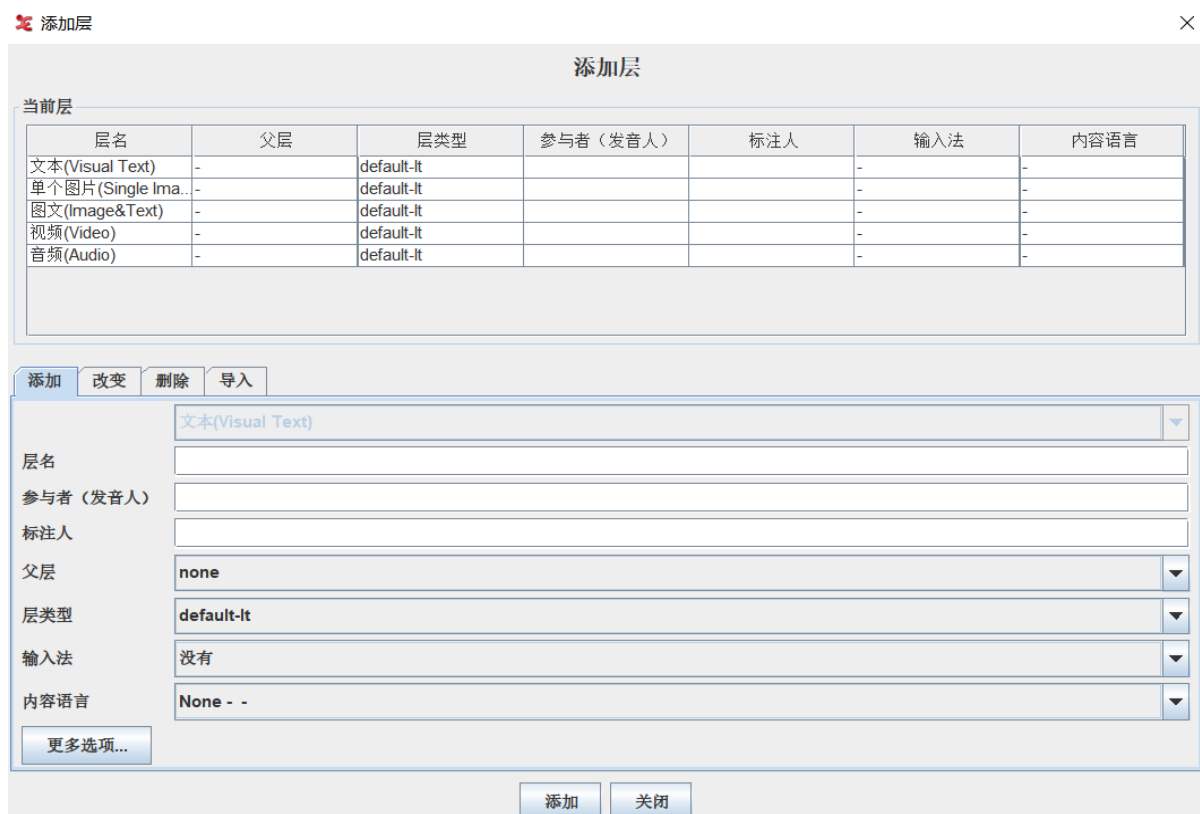 添加层
添加层
当前层
层名 父层 层类型 参与者（发音人） 标注人 输入法 内容语言
文本(Visual Text) - default-lt - -
单个图片(Single Ima... - default-lt - -
图文(Image&Text) - default-lt - -
视频(Video) - default-lt - -
音频(Audio) - default-lt - -
添加 改变 删除 导入
文本(Visual Text)
层名
参与者（发音人）
标注人
父层 none
层类型 default-lt
输入法 没有
内容语言 None - -
更多选项...
添加 关闭